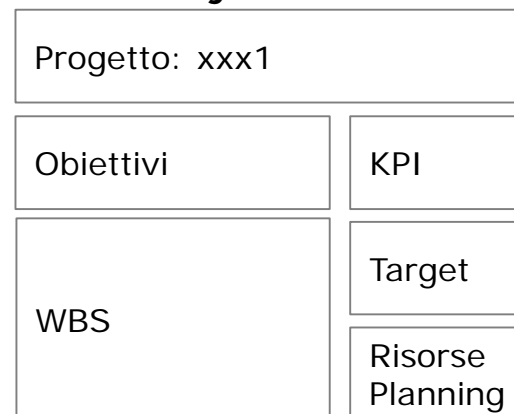 Progetto: xxx1
Obiettivi
KPI
Target
WBS
Risorse
Planning